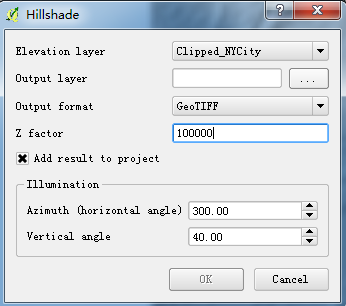 Hillshade
Elevation layer Clipped_NYCity
Output layer ...
Output format GeoTIFF
Z factor 100000
Add result to project
Illumination
Azimuth (horizontal angle) 300.00
Vertical angle 40.00
OK Cancel